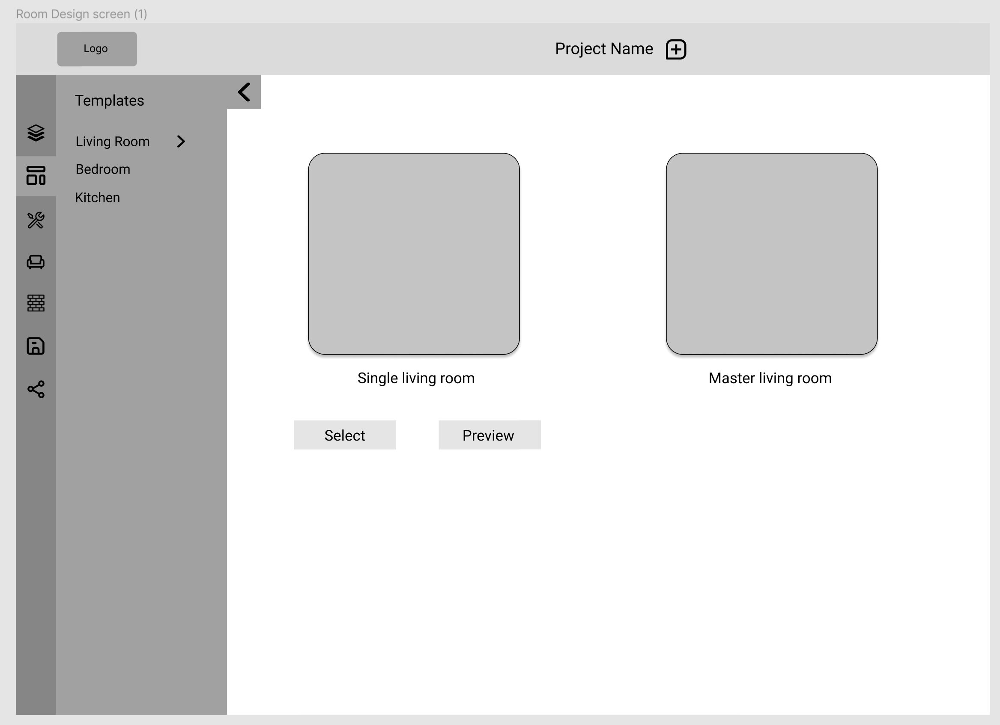 Room Design screen (1)
Logo
Project Name
Templates
Living Room
Bedroom
Kitchen
Single living room
Master living room
Select
Preview